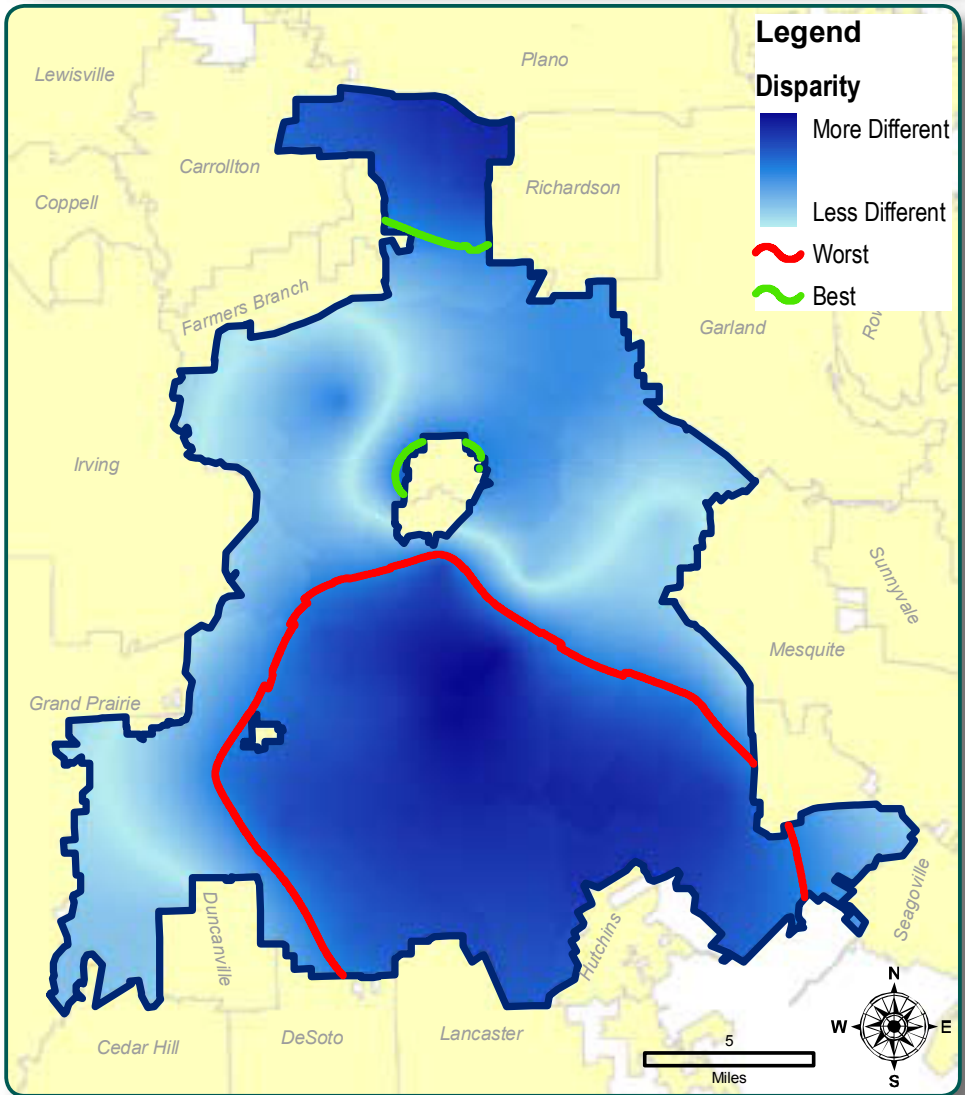 Legend
Disparity
More Different
Less Different
Worst
Best
Plano
Lewisville
Carrollton
Richardson
Coppell
Farmers Branch
Garland
Irving
Sunnyvale
Mesquite
Grand Prairie
Duncanville
Hutchins
Seagoville
DeSoto
Lancaster
Cedar Hill
N
W
E
S
5
Miles